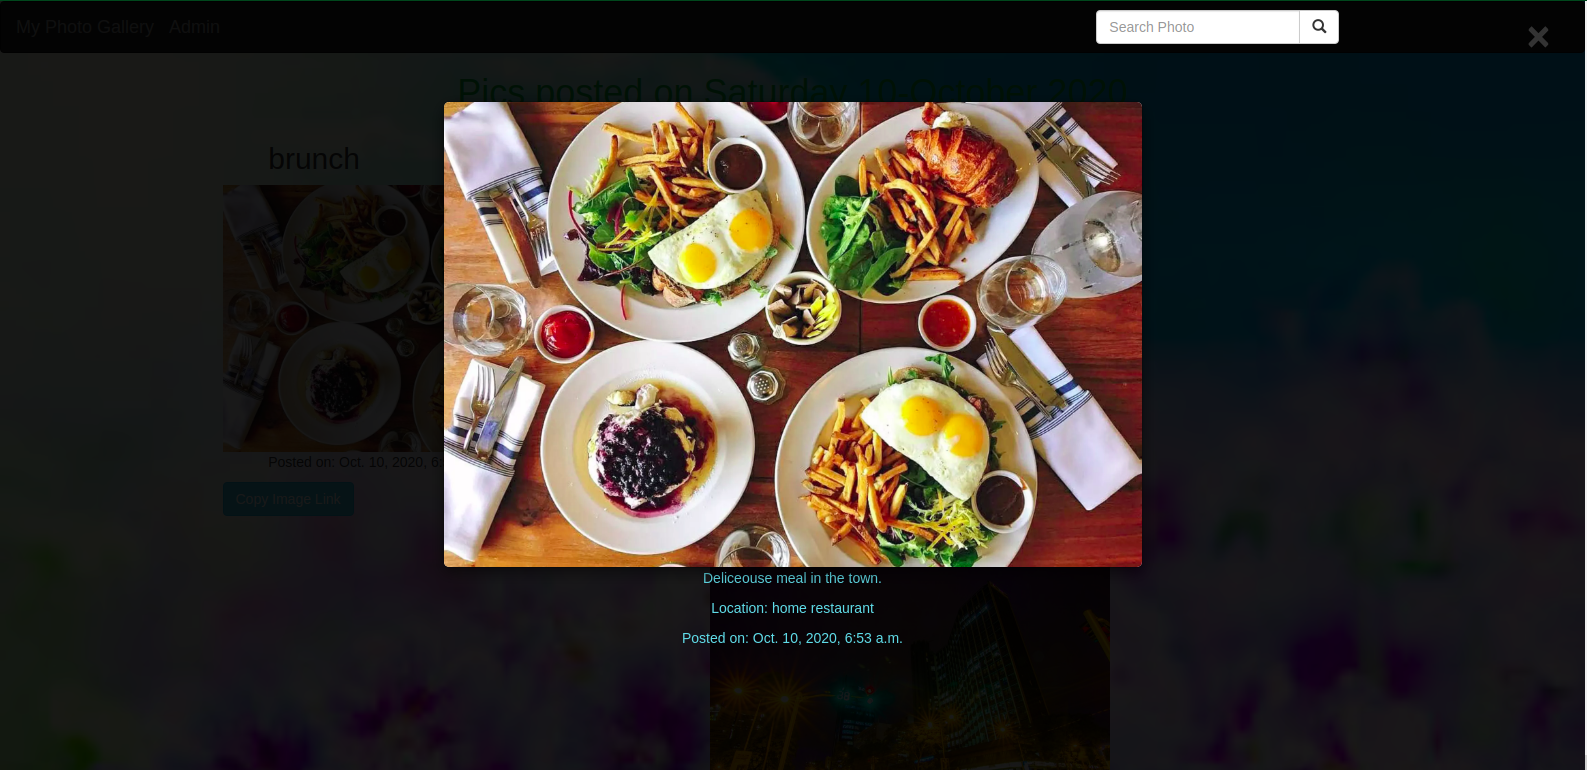 My Photo Gallery Admin
Search Photo
Pics posted on Saturday 10-October 2020
brunch
Posted on: Oct. 10, 2020, 6:
Copy Image Link
Deliceouse meal in the town.
Location: home restaurant
Posted on: Oct. 10, 2020, 6:53 a.m.